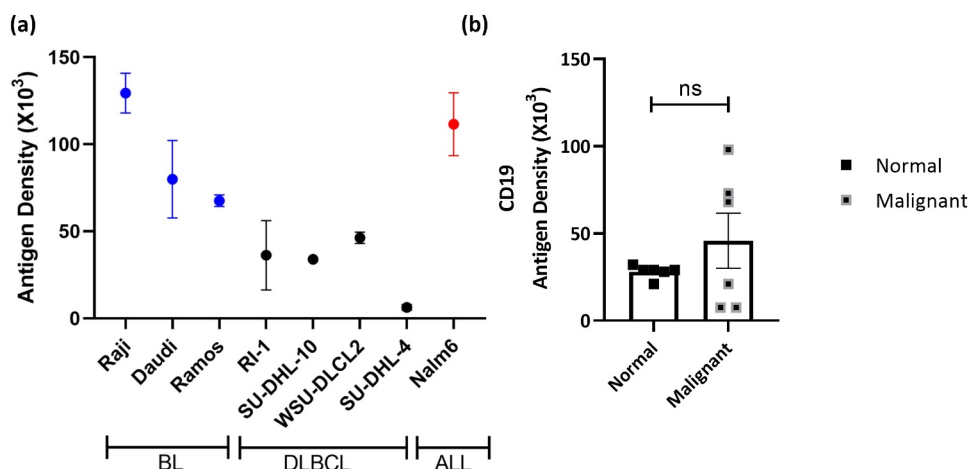 (a)
Antigen Density (X10³)
150
100
50
0
Raji
Daudi
Ramos
RI-1
SU-DHL-10
WSU-DLCL2
SU-DHL-4
Nalm6
BL
DLBCL
ALL
(b)
CD19
Antigen Density (X10³)
150
100
50
0
ns
Normal
Malignant
Normal
Malignant